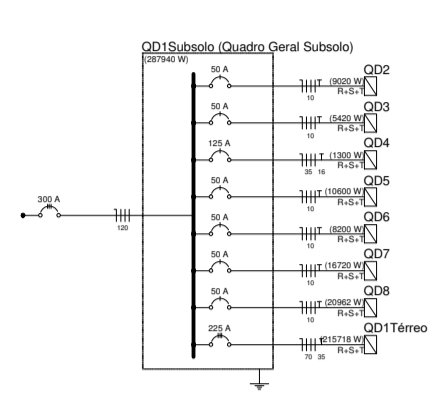 QD1Subsolo (Quadro Geral Subsolo)
(287940 W)
50 A
(9020 W)
QD2
10
R+S+T
50 A
(5420 W)
QD3
10
R+S+T
125 A
(1300 W)
QD4
35 16
R+S+T
50 A
(10600 W)
QD5
10
R+S+T
300 A
120
50 A
(8200 W)
QD6
10
R+S+T
50 A
(16720 W)
QD7
10
R+S+T
50 A
(20962 W)
QD8
10
R+S+T
225 A
(215718 W)
QD1Térreo
70 35
R+S+T